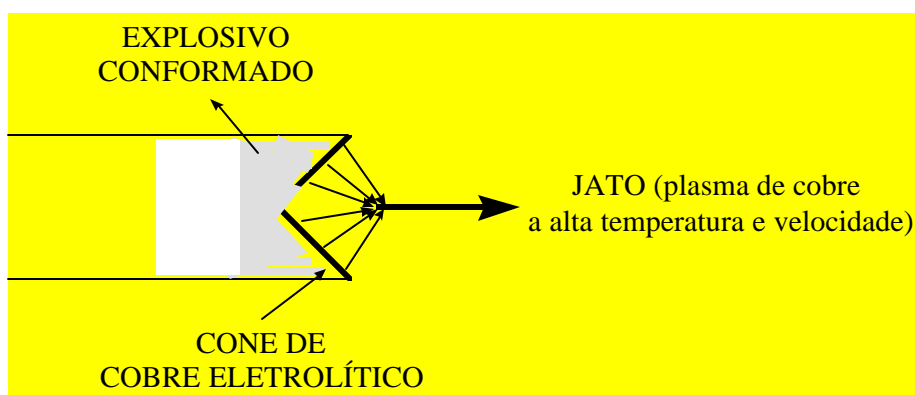 EXPLOSIVO
CONFORMADO
JATO (plasma de cobre
a alta temperatura e velocidade)
CONE DE
COBRE ELETROLÍTICO